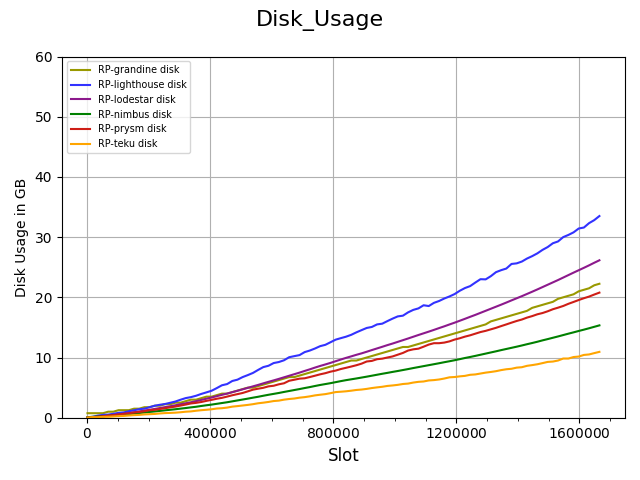 Disk_Usage
60
50
40
30
20
10
0
Disk Usage in GB
RP-grandine disk
RP-lighthouse disk
RP-lodestar disk
RP-nimbus disk
RP-prysm disk
RP-teku disk
0 400000 800000 1200000 1600000
Slot